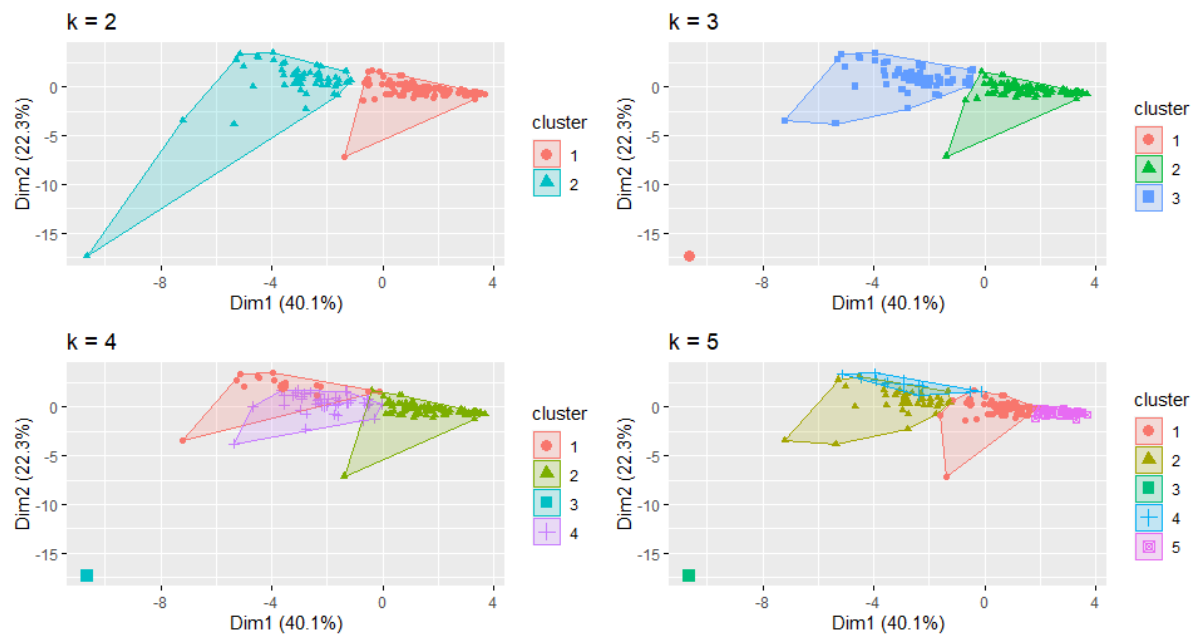 k = 2
0
-5
-10
-15
Dim2 (22.3%)
-8
-4
0
4
Dim1 (40.1%)
cluster
1
2
k = 3
0
-5
-10
-15
Dim2 (22.3%)
-8
-4
0
4
Dim1 (40.1%)
cluster
1
2
3
k = 4
0
-5
-10
-15
Dim2 (22.3%)
-8
-4
0
4
Dim1 (40.1%)
cluster
1
2
3
4
k = 5
0
-5
-10
-15
Dim2 (22.3%)
-8
-4
0
4
Dim1 (40.1%)
cluster
1
2
3
4
5